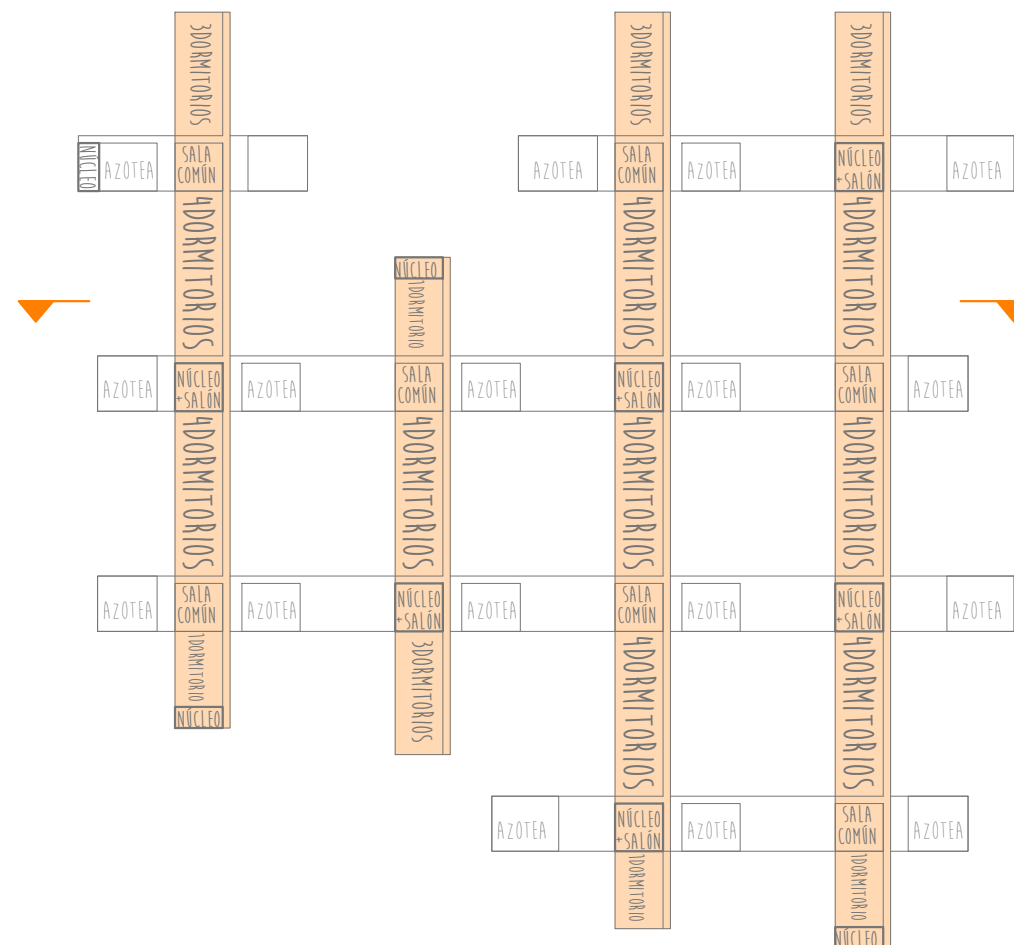 3DORMITORIOS
3DORMITORIOS
3DORMITORIOS
NÚCLEO
AZOTEA
SALA
COMÚN
AZOTEA
SALA
COMÚN
AZOTEA
NÚCLEO
+SALÓN
AZOTEA
4DORMITORIOS
4DORMITORIOS
4DORMITORIOS
NÚCLEO
1DORMITORIO
AZOTEA
NÚCLEO
+SALÓN
AZOTEA
SALA
COMÚN
AZOTEA
NÚCLEO
+SALÓN
AZOTEA
SALA
COMÚN
AZOTEA
4DORMITORIOS
4DORMITORIOS
4DORMITORIOS
4DORMITORIOS
AZOTEA
SALA
COMÚN
AZOTEA
NÚCLEO
+SALÓN
AZOTEA
SALA
COMÚN
AZOTEA
NÚCLEO
+SALÓN
AZOTEA
1DORMITORIO
3DORMITORIOS
4DORMITORIOS
4DORMITORIOS
NÚCLEO
AZOTEA
NÚCLEO
+SALÓN
AZOTEA
SALA
COMÚN
AZOTEA
1DORMITORIO
1DORMITORIO
NÚCLEO